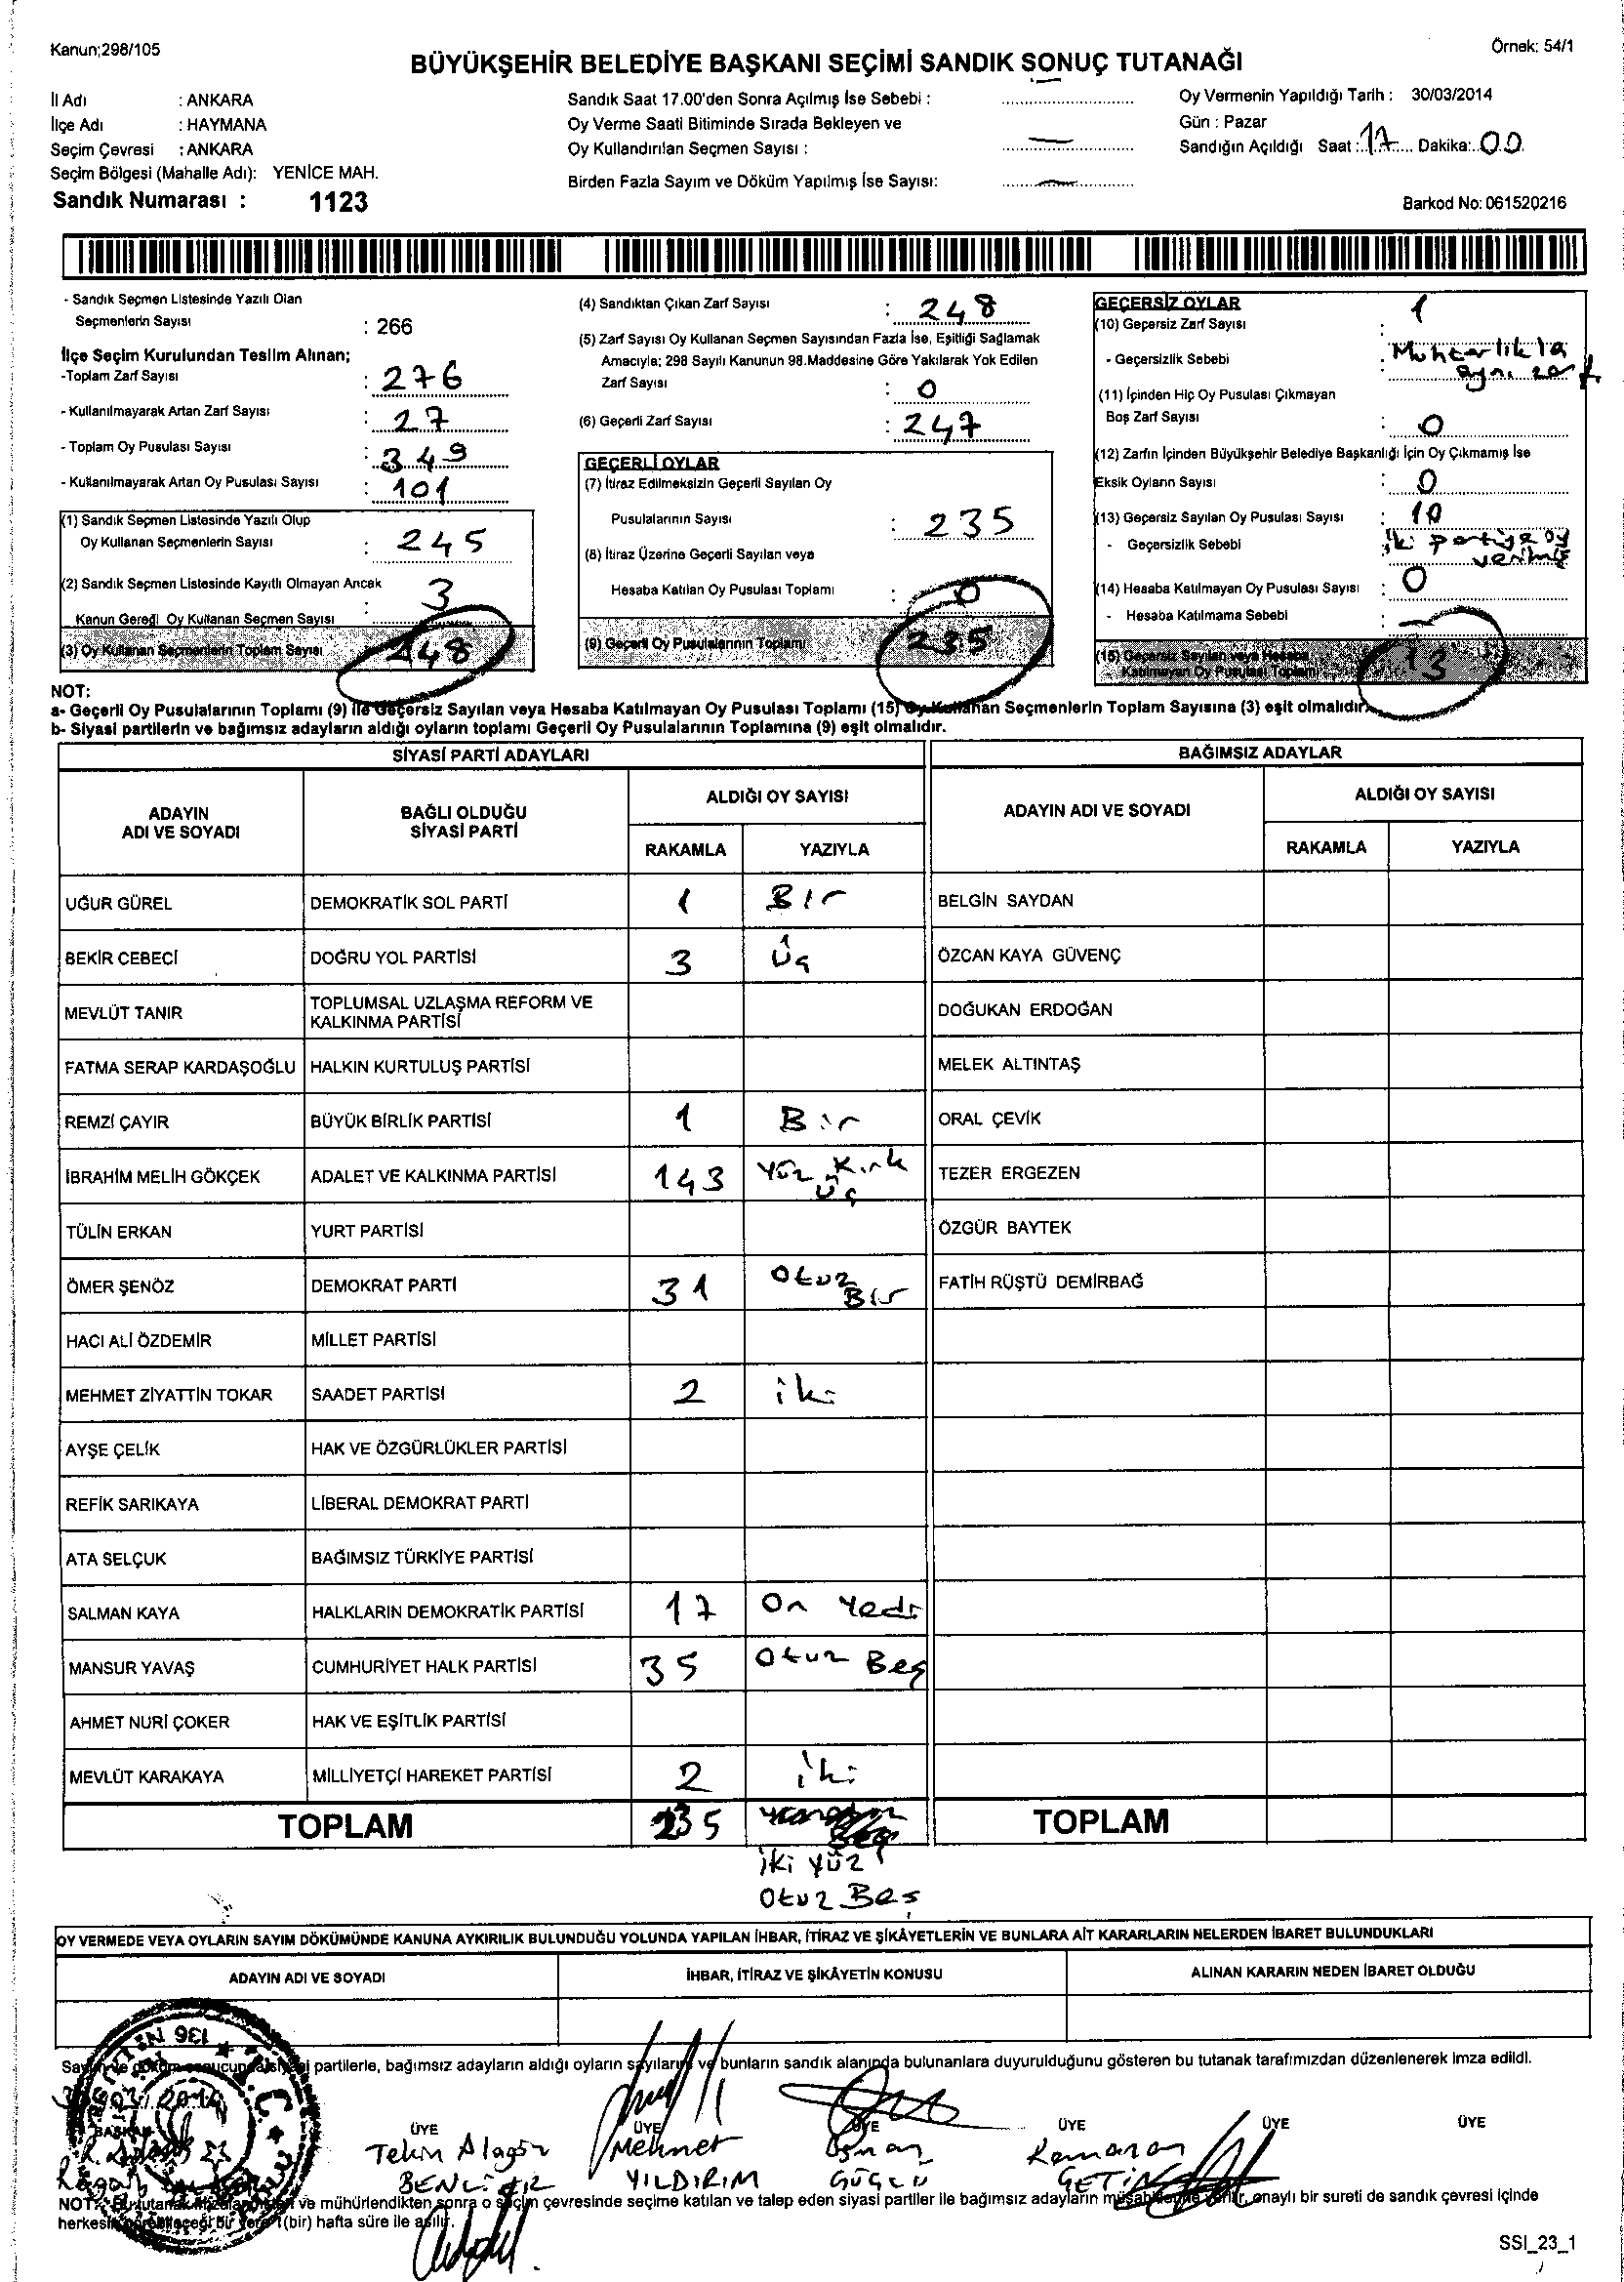 Kanun;298/105
Örnek: 54/1
BÜYÜKŞEHİR BELEDİYE BAŞKANI SEÇİMİ SANDIK SONUÇ TUTANAĞI
İl Adı : ANKARA
İlçe Adı : HAYMANA
Seçim Çevresi : ANKARA
Seçim Bölgesi (Mahalle Adı): YENİCE MAH.
Sandık Numarası : 1123
Sandık Saat 17.00'den Sonra Açılmış İse Sebebi :
Oy Verme Saati Bitiminde Sırada Bekleyen ve
Oy Kullandırılan Seçmen Sayısı :
Birden Fazla Sayım ve Döküm Yapılmış İse Sayısı:
Oy Vermenin Yapıldığı Tarih : 30/03/2014
Gün : Pazar
Sandığın Açıldığı Saat : 17 Dakika: 00
Barkod No: 061520216
- Sandık Seçmen Listesinde Yazılı Olan
Seçmenlerin Sayısı : 266
İlçe Seçim Kurulundan Teslim Alınan;
-Toplam Zarf Sayısı : 276
- Kullanılmayarak Artan Zarf Sayısı : 27
- Toplam Oy Pusulası Sayısı : 349
- Kullanılmayarak Artan Oy Pusulası Sayısı : 101
(1) Sandık Seçmen Listesinde Yazılı Olup
Oy Kullanan Seçmenlerin Sayısı : 245
(2) Sandık Seçmen Listesinde Kayıtlı Olmayan Ancak
Kanun Gereği Oy Kullanan Seçmen Sayısı : 3
(3) Oy Kullanan Seçmenlerin Toplam Sayısı 248
(4) Sandıktan Çıkan Zarf Sayısı : 248
(5) Zarf Sayısı Oy Kullanan Seçmen Sayısından Fazla İse, Eşitliği Sağlamak
Amacıyla; 298 Sayılı Kanunun 98.Maddesine Göre Yakılarak Yok Edilen
Zarf Sayısı : 0
(6) Geçerli Zarf Sayısı : 247
GEÇERLİ OYLAR
(7) İtiraz Edilmeksizin Geçerli Sayılan Oy
Pusulalarının Sayısı : 235
(8) İtiraz Üzerine Geçerli Sayılan veya
Hesaba Katılan Oy Pusulası Toplamı : 0
(9) Geçerli Oy Pusulalarının Toplamı 235
GEÇERSİZ OYLAR
(10) Geçersiz Zarf Sayısı : 1
- Geçersizlik Sebebi : Muhtarlıkla
aynı zarf
(11) İçinden Hiç Oy Pusulası Çıkmayan
Boş Zarf Sayısı : 0
(12) Zarfın İçinden Büyükşehir Belediye Başkanlığı İçin Oy Çıkmamış İse
Eksik Oyların Sayısı : 0
(13) Geçersiz Sayılan Oy Pusulası Sayısı : 10
- Geçersizlik Sebebi : iki partiye oy
verilmiş
(14) Hesaba Katılmayan Oy Pusulası Sayısı : 0
- Hesaba Katılmama Sebebi :
(15) Geçersiz Sayılan veya Hesaba
Katılmayan Oy Pusulası Toplamı 13
NOT:
a- Geçerli Oy Pusulalarının Toplamı (9) ile Geçersiz Sayılan veya Hesaba Katılmayan Oy Pusulası Toplamı (15) Oy Kullanan Seçmenlerin Toplam Sayısına (3) eşit olmalıdır.
b- Siyasi partilerin ve bağımsız adayların aldığı oyların toplamı Geçerli Oy Pusulalarının Toplamına (9) eşit olmalıdır.
SİYASİ PARTİ ADAYLARI BAĞIMSIZ ADAYLAR
ADAYIN
ADI VE SOYADI
BAĞLI OLDUĞU
SİYASİ PARTİ
ALDIĞI OY SAYISI
RAKAMLA YAZIYLA
ADAYIN ADI VE SOYADI
ALDIĞI OY SAYISI
RAKAMLA YAZIYLA
UĞUR GÜREL DEMOKRATİK SOL PARTİ 1 Bir BELGİN SAYDAN
BEKİR CEBECİ DOĞRU YOL PARTİSİ 3 Üç ÖZCAN KAYA GÜVENÇ
MEVLÜT TANIR TOPLUMSAL UZLAŞMA REFORM VE
KALKINMA PARTİSİ DOĞUKAN ERDOĞAN
FATMA SERAP KARDAŞOĞLU HALKIN KURTULUŞ PARTİSİ MELEK ALTINTAŞ
REMZİ ÇAYIR BÜYÜK BİRLİK PARTİSİ 1 Bir ORAL ÇEVİK
İBRAHİM MELİH GÖKÇEK ADALET VE KALKINMA PARTİSİ 143 Yüz Kırk Üç TEZER ERGEZEN
TÜLİN ERKAN YURT PARTİSİ ÖZGÜR BAYTEK
ÖMER ŞENÖZ DEMOKRAT PARTİ 31 Otuz Bir FATİH RÜŞTÜ DEMİRBAĞ
HACI ALİ ÖZDEMİR MİLLET PARTİSİ
MEHMET ZİYATTİN TOKAR SAADET PARTİSİ 2 iki
AYŞE ÇELİK HAK VE ÖZGÜRLÜKLER PARTİSİ
REFİK SARIKAYA LİBERAL DEMOKRAT PARTİ
ATA SELÇUK BAĞIMSIZ TÜRKİYE PARTİSİ
SALMAN KAYA HALKLARIN DEMOKRATİK PARTİSİ 17 On Yedi
MANSUR YAVAŞ CUMHURİYET HALK PARTİSİ 35 Otuz Beş
AHMET NURİ ÇOKER HAK VE EŞİTLİK PARTİSİ
MEVLÜT KARAKAYA MİLLİYETÇİ HAREKET PARTİSİ 2 iki
TOPLAM 235 TOPLAM
iki yüz
Otuz Beş
OY VERMEDE VEYA OYLARIN SAYIM DÖKÜMÜNDE KANUNA AYKIRILIK BULUNDUĞU YOLUNDA YAPILAN İHBAR, İTİRAZ VE ŞİKÂYETLERİN VE BUNLARA AİT KARARLARIN NELERDEN İBARET BULUNDUKLARI
ADAYIN ADI VE SOYADI İHBAR, İTİRAZ VE ŞİKÂYETİN KONUSU ALINAN KARARIN NEDEN İBARET OLDUĞU
Sayım ve döküm sonucunda siyasi partilerle, bağımsız adayların aldığı oyların sayılarını ve bunların sandık alanında bulunanlara duyurulduğunu gösteren bu tutanak tarafımızdan düzenlenerek imza edildi.
BAŞKAN ÜYE ÜYE ÜYE ÜYE ÜYE ÜYE
Tekin Alagöz Mehmet Osman Ramazan
YILDIRIM GÜÇLÜ ÇETİN
NOT: Bu tutanak imzalanıp ve mühürlendikten sonra o seçim çevresinde seçime katılan ve talep eden siyasi partiler ile bağımsız adayların müşahitlerine verilir, onaylı bir sureti de sandık çevresi içinde
herkesin görebileceği bir yere 1 (bir) hafta süre ile asılır.
SSI_23_1